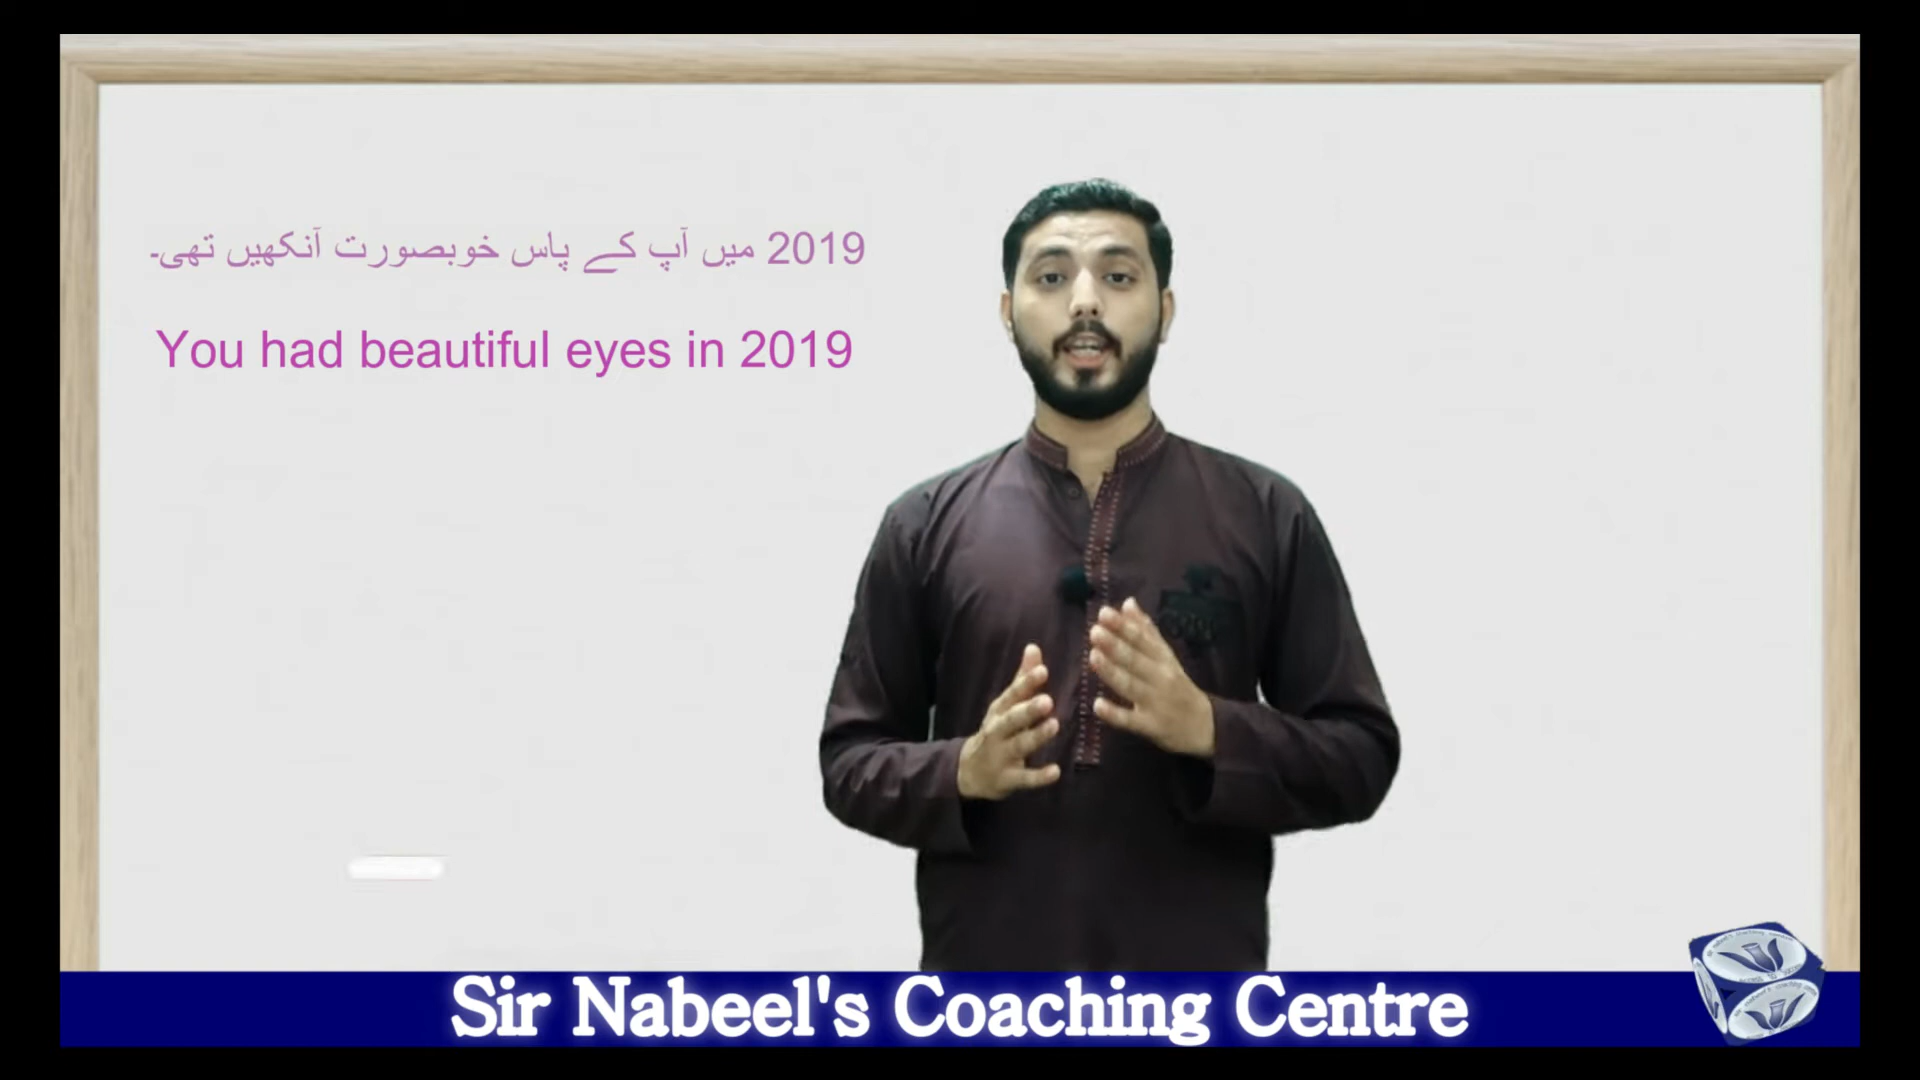 2019 میں آپ کے پاس خوبصورت آنکھیں تھی۔
You had beautiful eyes in 2019
Sir Nabeel's Coaching Centre